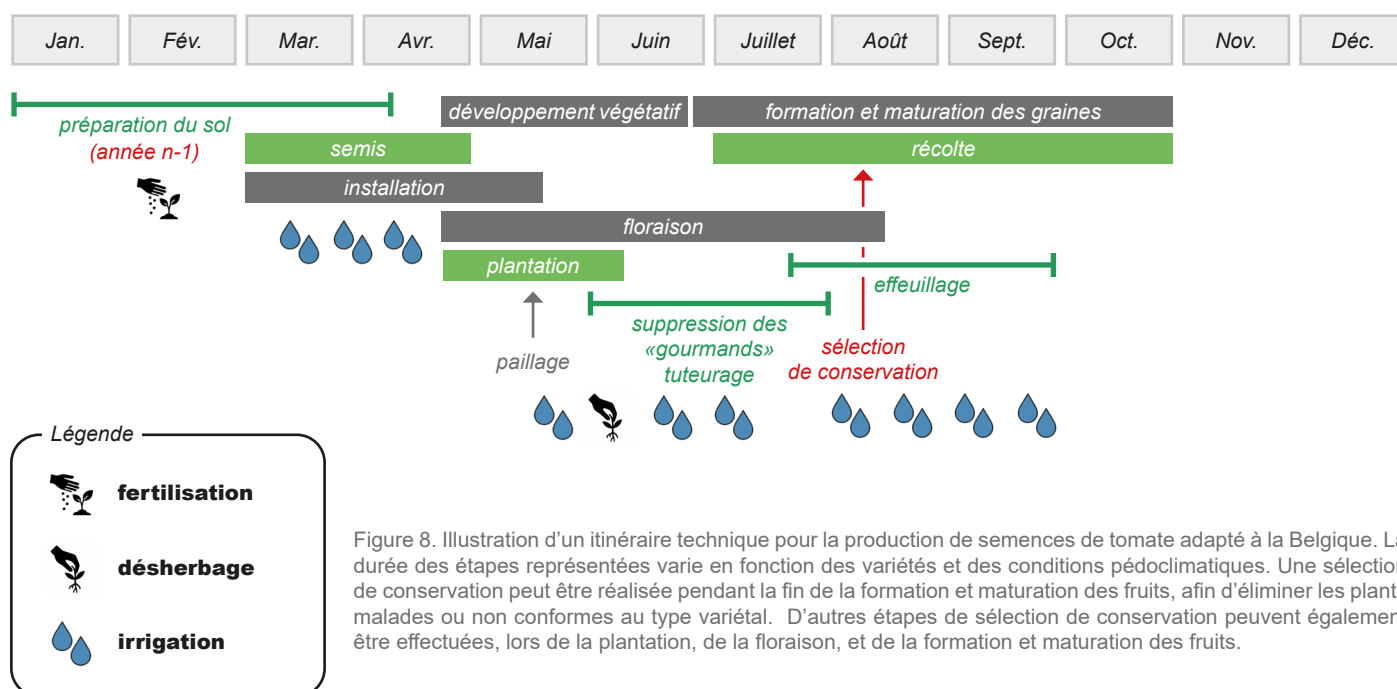 Jan. Fév. Mar. Avr. Mai Juin Juillet Août Sept. Oct. Nov. Déc.
développement végétatif
formation et maturation des graines
préparation du sol
(année n-1)
semis
récolte
installation
floraison
plantation
effeuillage
suppression des
«gourmands»
tuteurage
paillage
sélection
de conservation
Légende
fertilisation
désherbage
irrigation
Figure 8. Illustration d'un itinéraire technique pour la production de semences de tomate adapté à la Belgique. La
durée des étapes représentées varie en fonction des variétés et des conditions pédoclimatiques. Une sélection
de conservation peut être réalisée pendant la fin de la formation et maturation des fruits, afin d'éliminer les plants
malades ou non conformes au type variétal. D'autres étapes de sélection de conservation peuvent également
être effectuées, lors de la plantation, de la floraison, et de la formation et maturation des fruits.